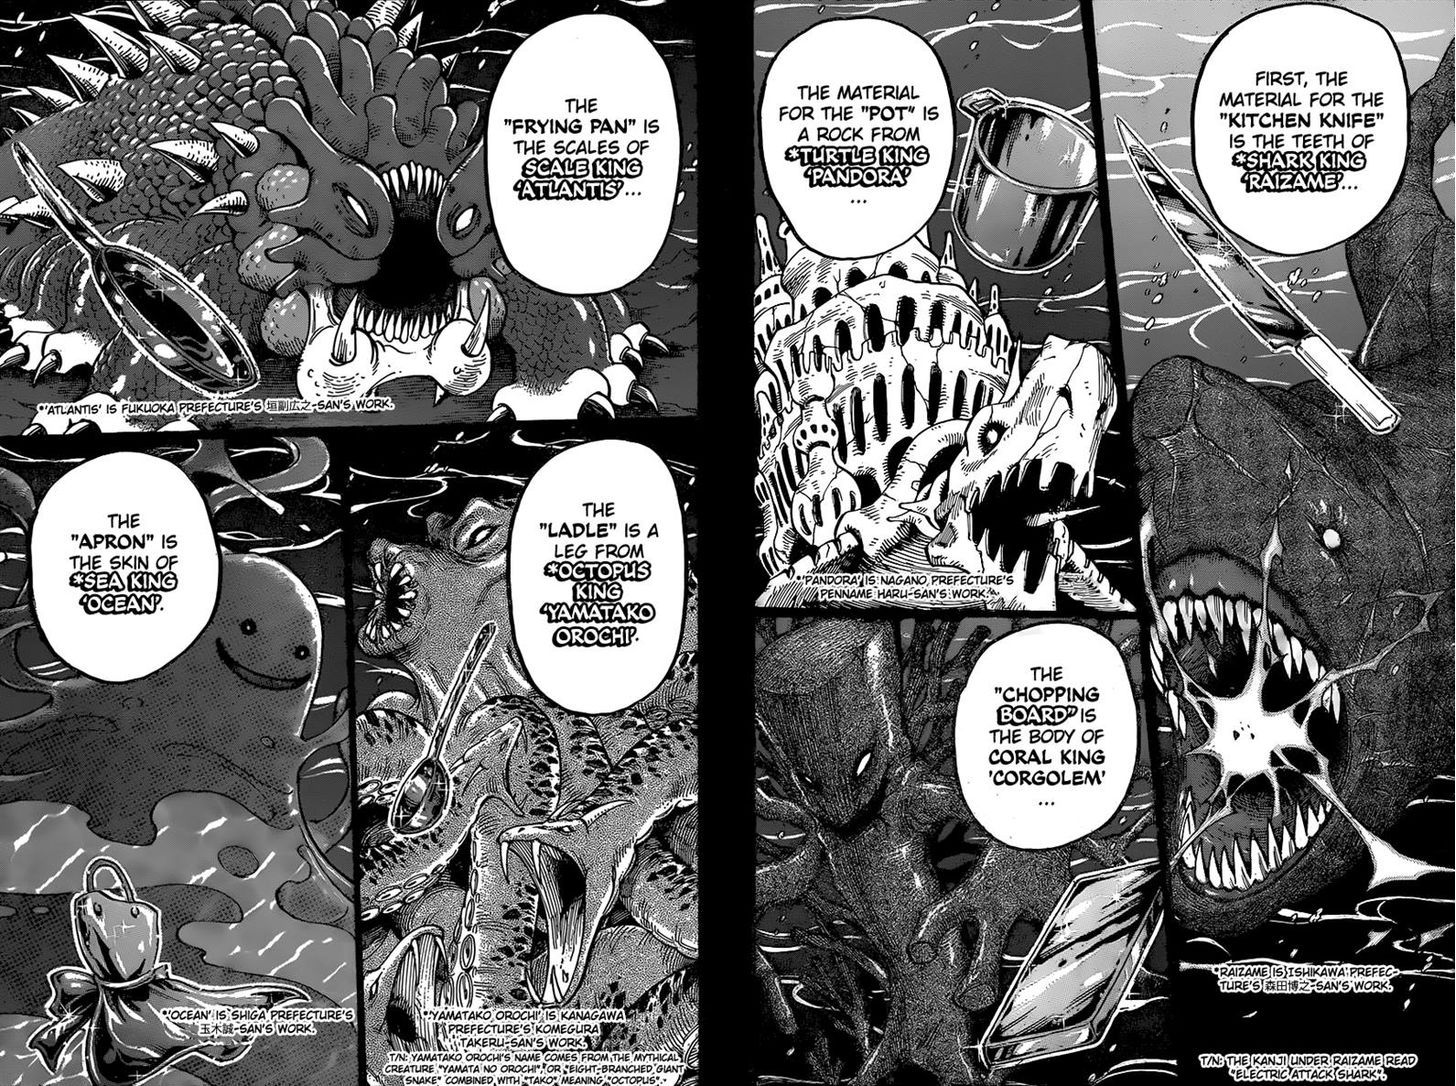 FIRST, THE
MATERIAL FOR THE
"KITCHEN KNIFE"
IS THE TEETH OF
*SHARK KING
'RAIZAME'...
*RAIZAME IS ISHIKAWA PREFEC-
TURE'S 森田博之-SAN'S WORK.
T/N: THE KANJI UNDER RAIZAME READ
"ELECTRIC ATTACK SHARK".
THE MATERIAL
FOR THE "POT" IS
A ROCK FROM
*TURTLE KING
'PANDORA'
...
*'PANDORA' IS NAGANO PREFECTURE'S
PENNAME HARU-SAN'S WORK.
THE
"CHOPPING
BOARD" IS
THE BODY OF
CORAL KING
'CORGOLEM'
...
THE
"FRYING PAN" IS
THE SCALES OF
SCALE KING
'ATLANTIS'...
*'ATLANTIS' IS FUKUOKA PREFECTURE'S 垣副広之-SAN'S WORK.
THE
"LADLE" IS A
LEG FROM
*OCTOPUS
KING
'YAMATAKO
OROCHI'.
*'YAMATAKO OROCHI' IS KANAGAWA
PREFECTURE'S KOMEGURA
TAKERU-SAN'S WORK.
T/N: YAMATAKO OROCHI'S NAME COMES FROM THE MYTHICAL
CREATURE "YAMATA NO OROCHI", OR "EIGHT-BRANCHED GIANT
SNAKE" COMBINED WITH "TAKO" MEANING "OCTOPUS".
THE
"APRON" IS
THE SKIN OF
*SEA KING
'OCEAN'.
*'OCEAN' IS SHIGA PREFECTURE'S
玉木誠-SAN'S WORK.